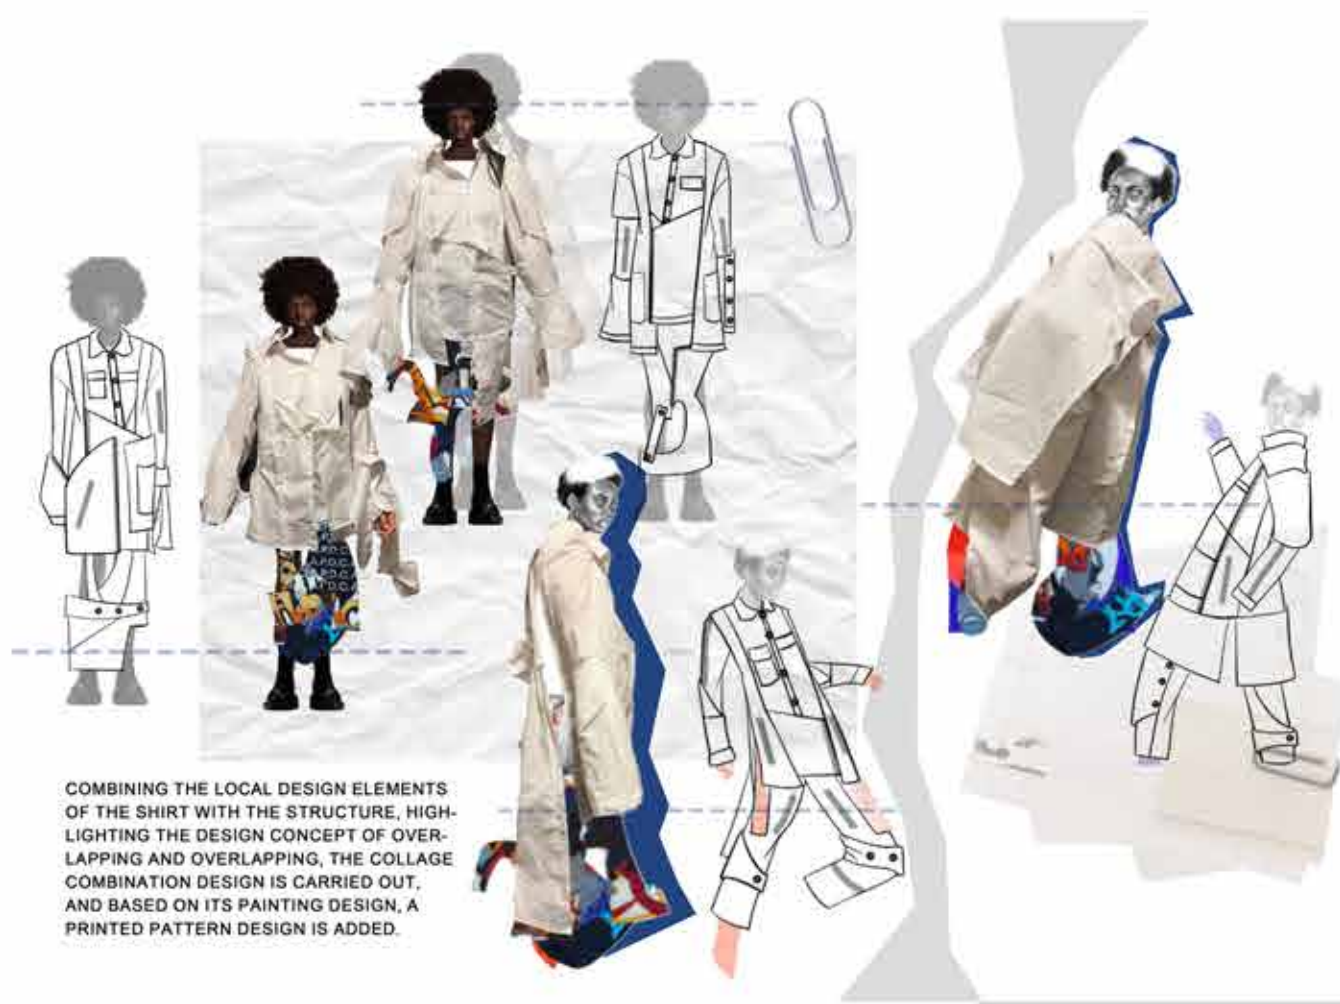 COMBINING THE LOCAL DESIGN ELEMENTS
OF THE SHIRT WITH THE STRUCTURE, HIGH-
LIGHTING THE DESIGN CONCEPT OF OVER-
LAPPING AND OVERLAPPING, THE COLLAGE
COMBINATION DESIGN IS CARRIED OUT,
AND BASED ON ITS PAINTING DESIGN, A
PRINTED PATTERN DESIGN IS ADDED.